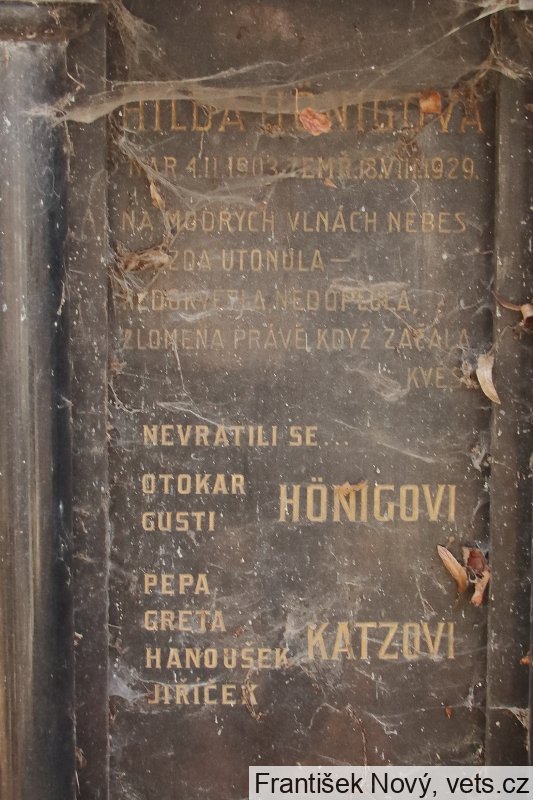 HILDA HÖNIGOVÁ
NAR. 4.II.1903. ZEMŘ. 18.VIII.1929.
NA MODRÝCH VLNÁCH NEBES
UTONULA –
NEDOKVETLA, NEDOPĚLA,
ZLOMENA PRÁVĚ, KDYŽ ZAČALA
KVÉST
NEVRÁTILI SE...
OTOKAR
GUSTI
HÖNIGOVI
PEPA
GRETA
HANOUŠEK
JIŘÍČEK
KATZOVI
František Nový, vets.cz